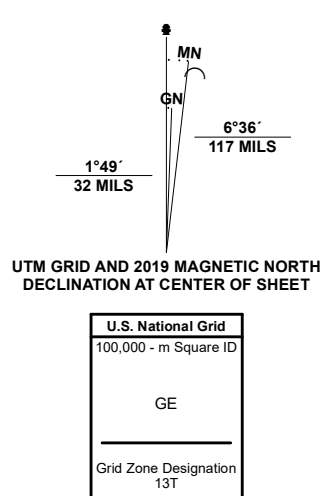 MN
GN
6°36´
117 MILS
1°49´
32 MILS
UTM GRID AND 2019 MAGNETIC NORTH
DECLINATION AT CENTER OF SHEET
U.S. National Grid
100,000 - m Square ID
GE
Grid Zone Designation
13T